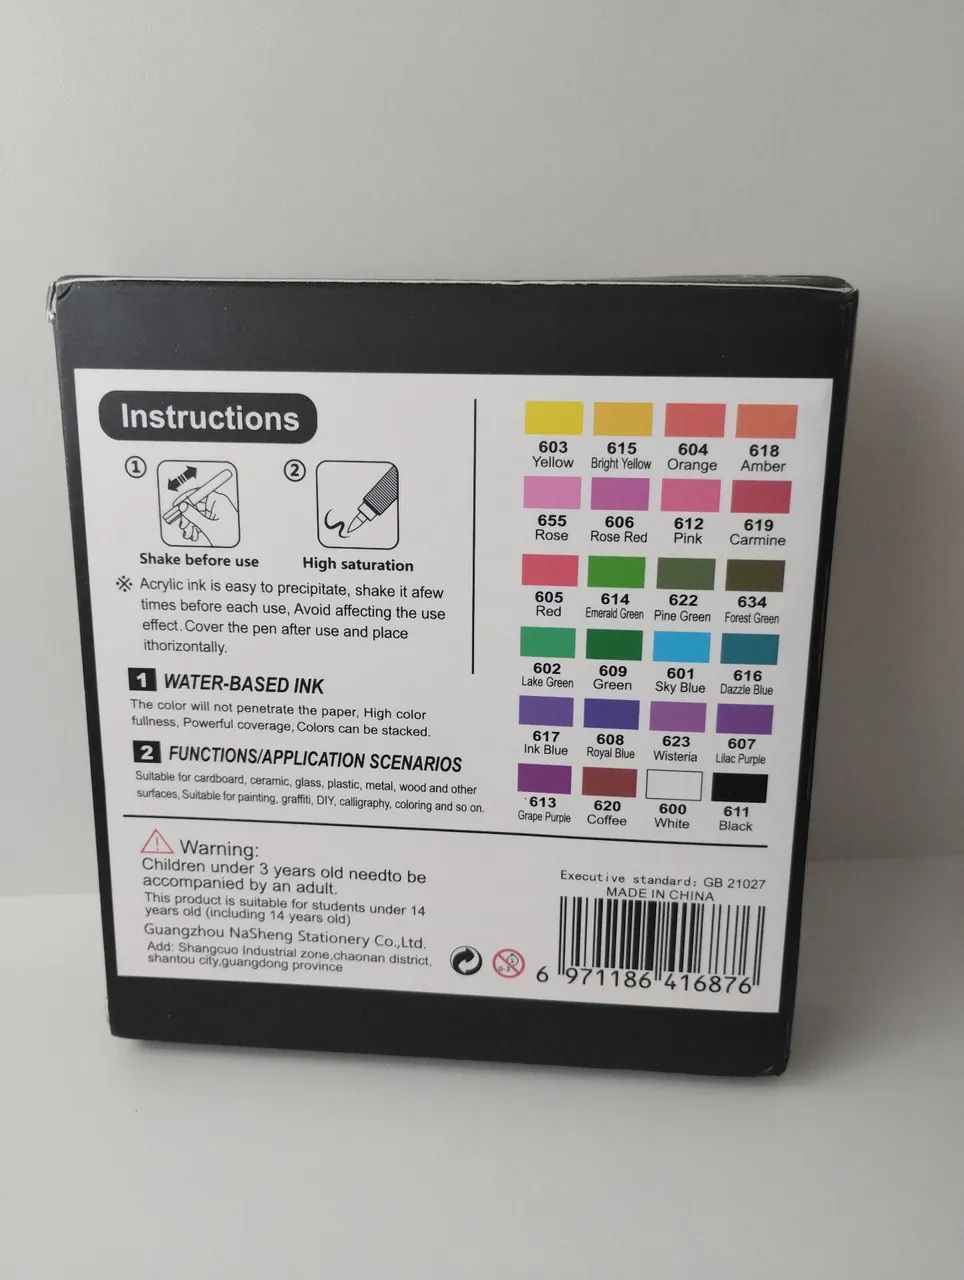 Instructions
1
2
Shake before use
High saturation
※ Acrylic ink is easy to precipitate, shake it afew
times before each use, Avoid affecting the use
effect.Cover the pen after use and place
ithorizontally.
1 WATER-BASED INK
The color will not penetrate the paper, High color
fullness, Powerful coverage, Colors can be stacked.
2 FUNCTIONS/APPLICATION SCENARIOS
Suitable for cardboard, ceramic, glass, plastic, metal, wood and other
surfaces, Suitable for painting, graffiti, DIY, calligraphy, coloring and so on.
603 615 604 618
Yellow Bright Yellow Orange Amber
655 606 612 619
Rose Rose Red Pink Carmine
605 614 622 634
Red Emerald Green Pine Green Forest Green
602 609 601 616
Lake Green Green Sky Blue Dazzle Blue
617 608 623 607
Ink Blue Royal Blue Wisteria Lilac Purple
613 620 600 611
Grape Purple Coffee White Black
Warning:
Children under 3 years old needto be
accompanied by an adult.
This product is suitable for students under 14
years old (including 14 years old)
Guangzhou NaSheng Stationery Co.,Ltd.
Add: Shangcuo Industrial zone,chaonan district,
shantou city,guangdong province
0-3
Executive standard: GB 21027
MADE IN CHINA
6 971186 416876